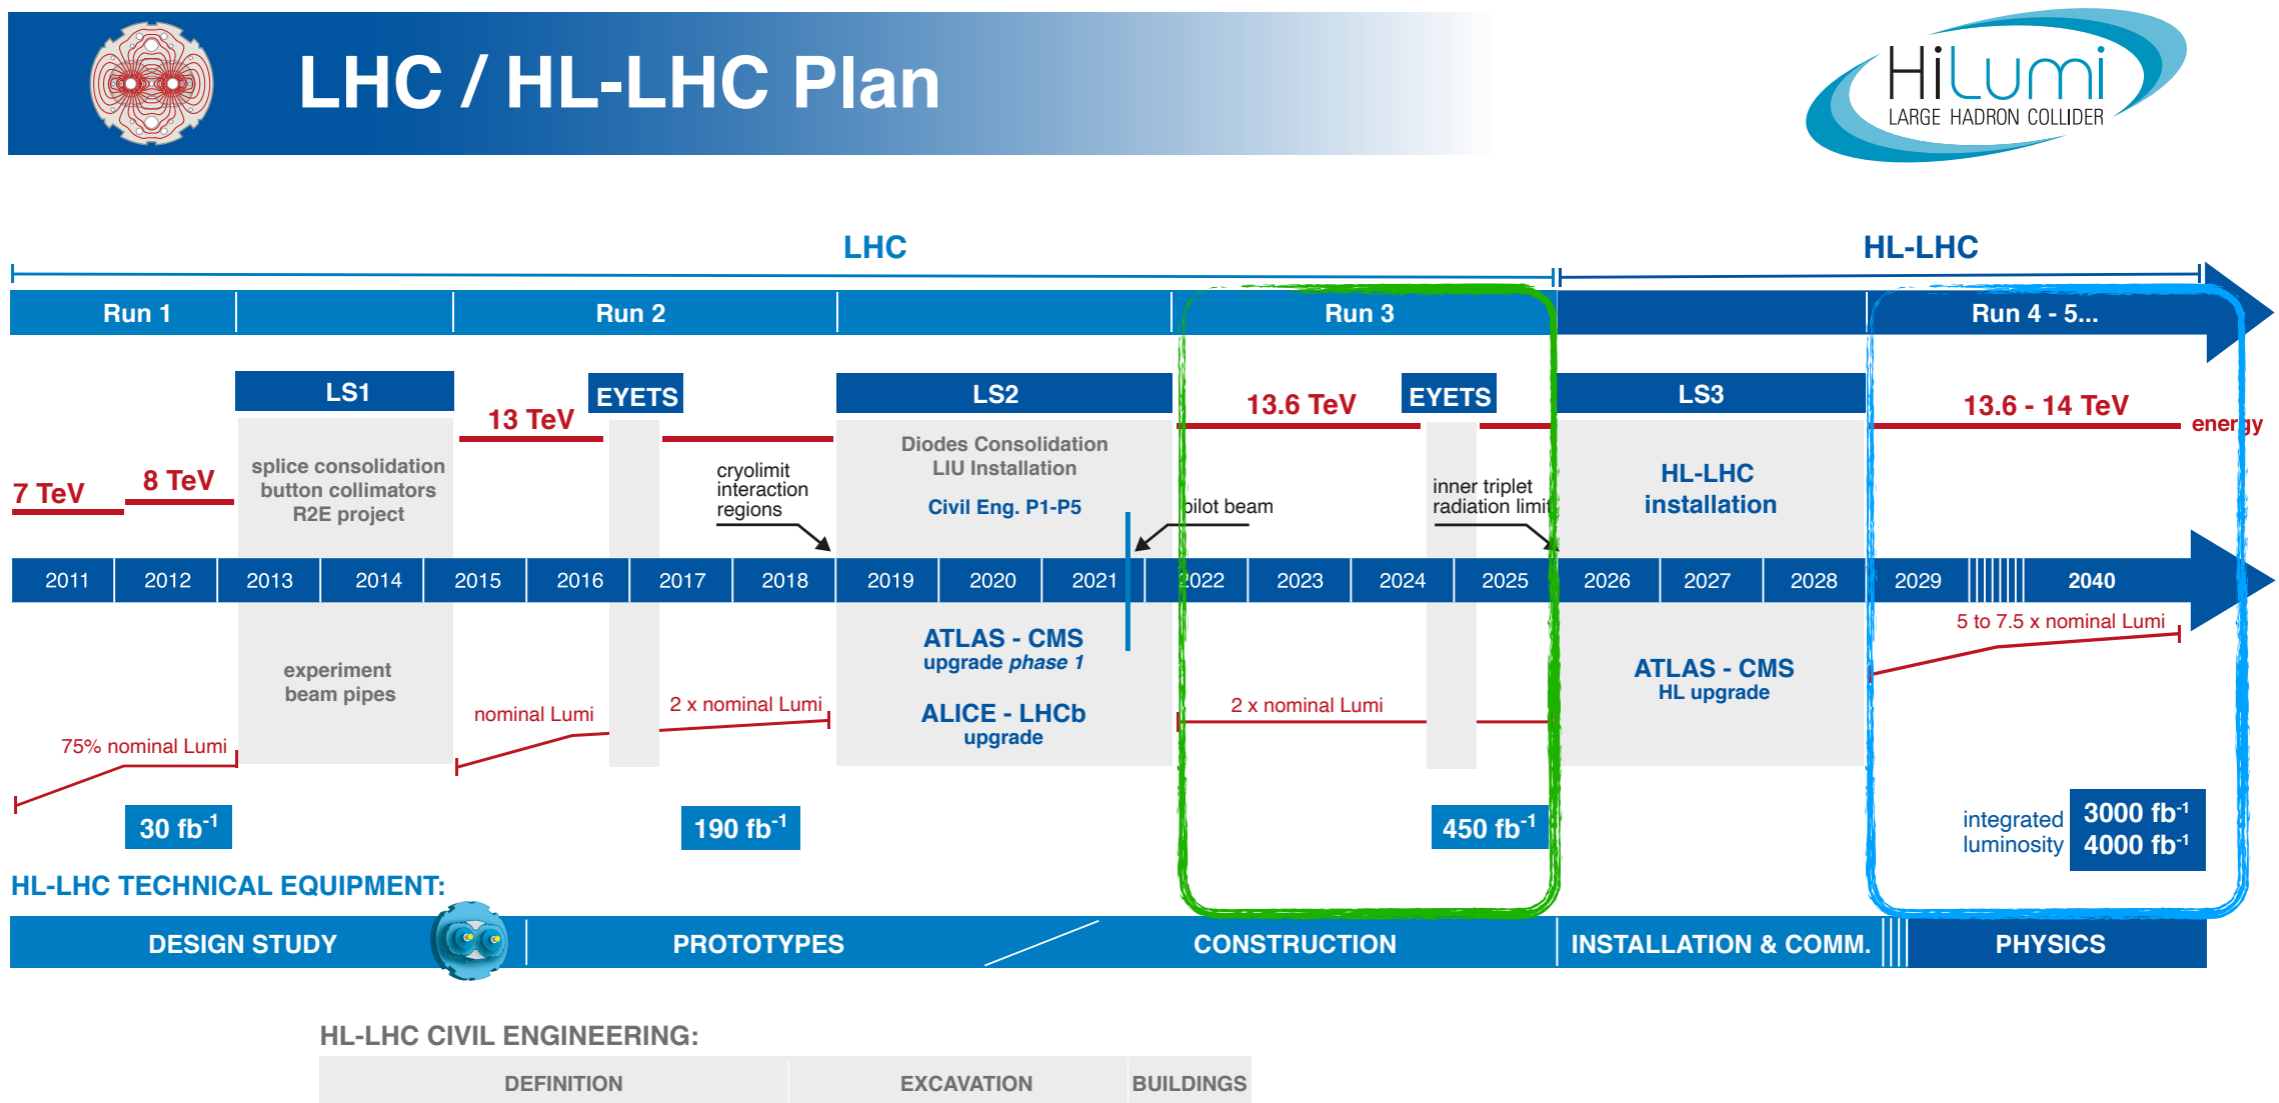 LHC / HL-LHC Plan
HiLumi
LARGE HADRON COLLIDER
LHC
HL-LHC
Run 1
Run 2
Run 3
Run 4 - 5...
LS1
EYETS
LS2
EYETS
LS3
13 TeV
13.6 TeV
13.6 - 14 TeV
energy
7 TeV
8 TeV
splice consolidation
button collimators
R2E project
cryolimit
interaction
regions
Diodes Consolidation
LIU Installation
Civil Eng. P1-P5
pilot beam
inner triplet
radiation limit
HL-LHC
installation
2011
2012
2013
2014
2015
2016
2017
2018
2019
2020
2021
2022
2023
2024
2025
2026
2027
2028
2029
2040
experiment
beam pipes
ATLAS - CMS
upgrade phase 1
ALICE - LHCb
upgrade
ATLAS - CMS
HL upgrade
5 to 7.5 x nominal Lumi
75% nominal Lumi
nominal Lumi
2 x nominal Lumi
2 x nominal Lumi
30 fb-1
190 fb-1
450 fb-1
integrated
luminosity
3000 fb-1
4000 fb-1
HL-LHC TECHNICAL EQUIPMENT:
DESIGN STUDY
PROTOTYPES
CONSTRUCTION
INSTALLATION & COMM.
PHYSICS
HL-LHC CIVIL ENGINEERING:
DEFINITION
EXCAVATION
BUILDINGS